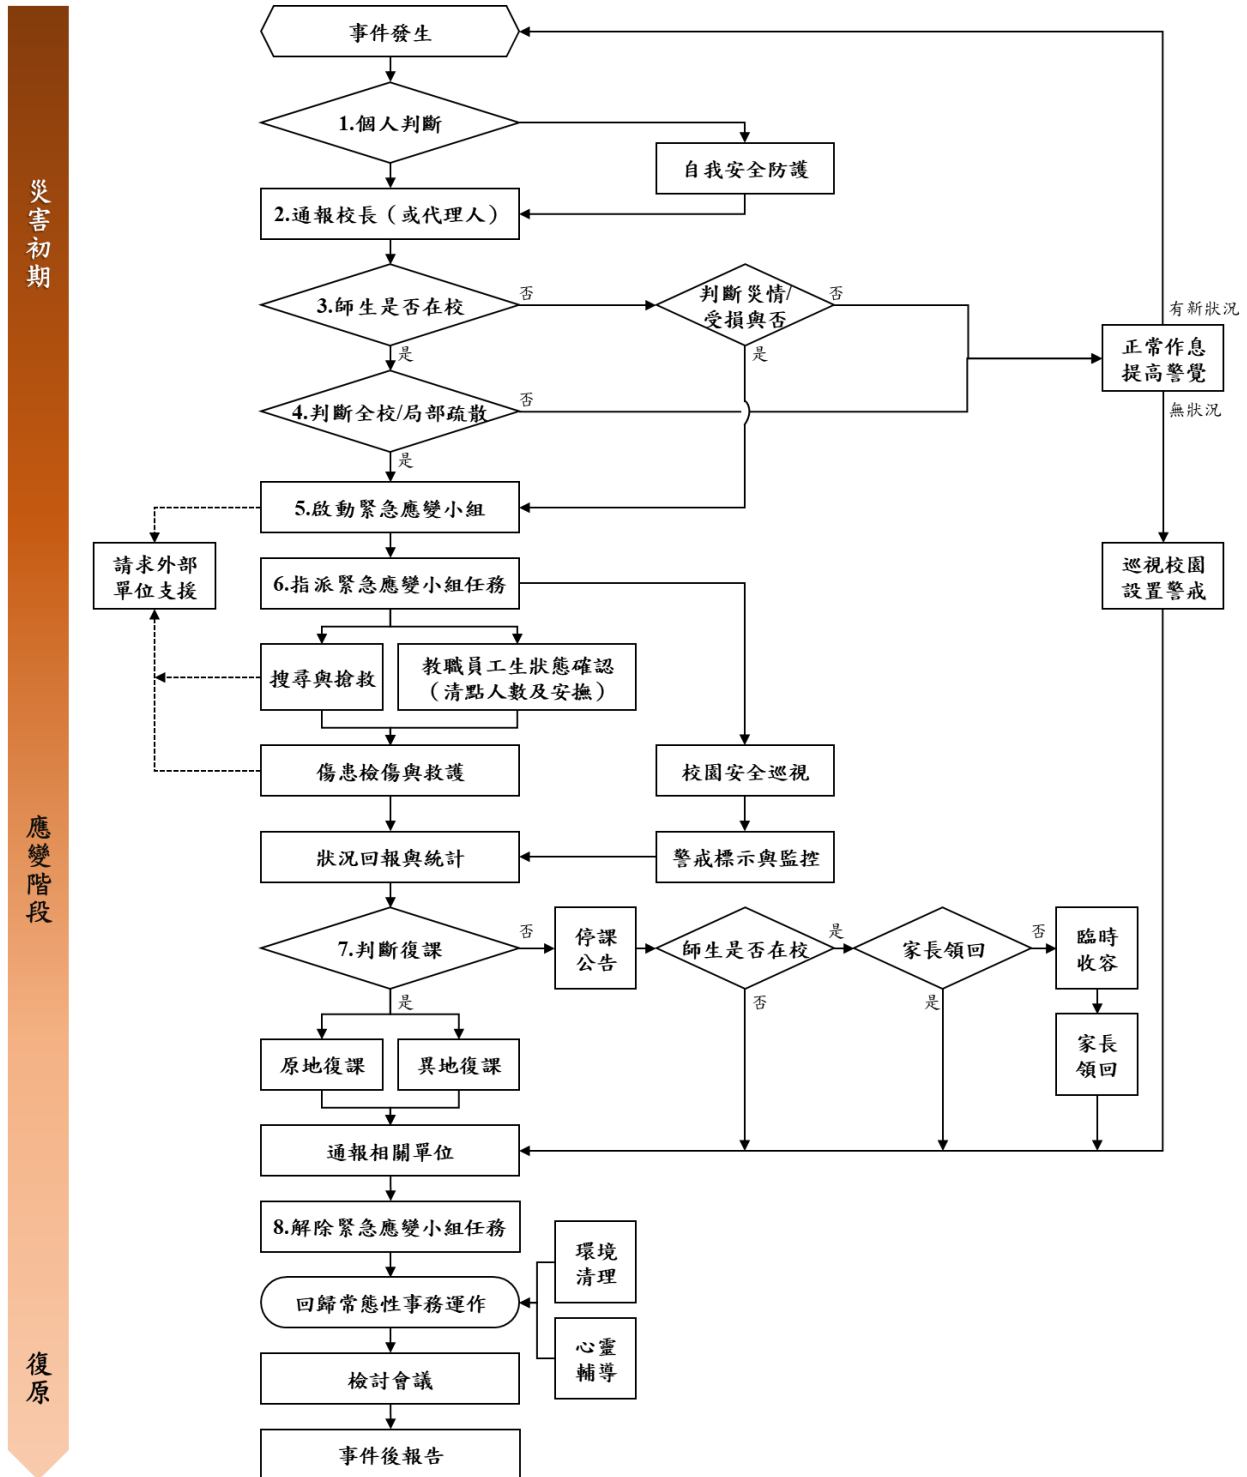 災害初期
應變階段
復原
事件發生
1.個人判斷
自我安全防護
2.通報校長（或代理人）
3.師生是否在校
否
判斷災情/
受損與否
否
有新狀況
正常作息
提高警覺
無狀況
是
是
4.判斷全校/局部疏散
否
是
5.啟動緊急應變小組
請求外部
單位支援
巡視校園
設置警戒
6.指派緊急應變小組任務
搜尋與搶救
教職員工生狀態確認
（清點人數及安撫）
傷患檢傷與救護
校園安全巡視
狀況回報與統計
警戒標示與監控
7.判斷復課
否
停課
公告
師生是否在校
是
家長領回
否
臨時
收容
是
否
是
家長
領回
原地復課
異地復課
通報相關單位
8.解除緊急應變小組任務
環境
清理
回歸常態性事務運作
心靈
輔導
檢討會議
事件後報告